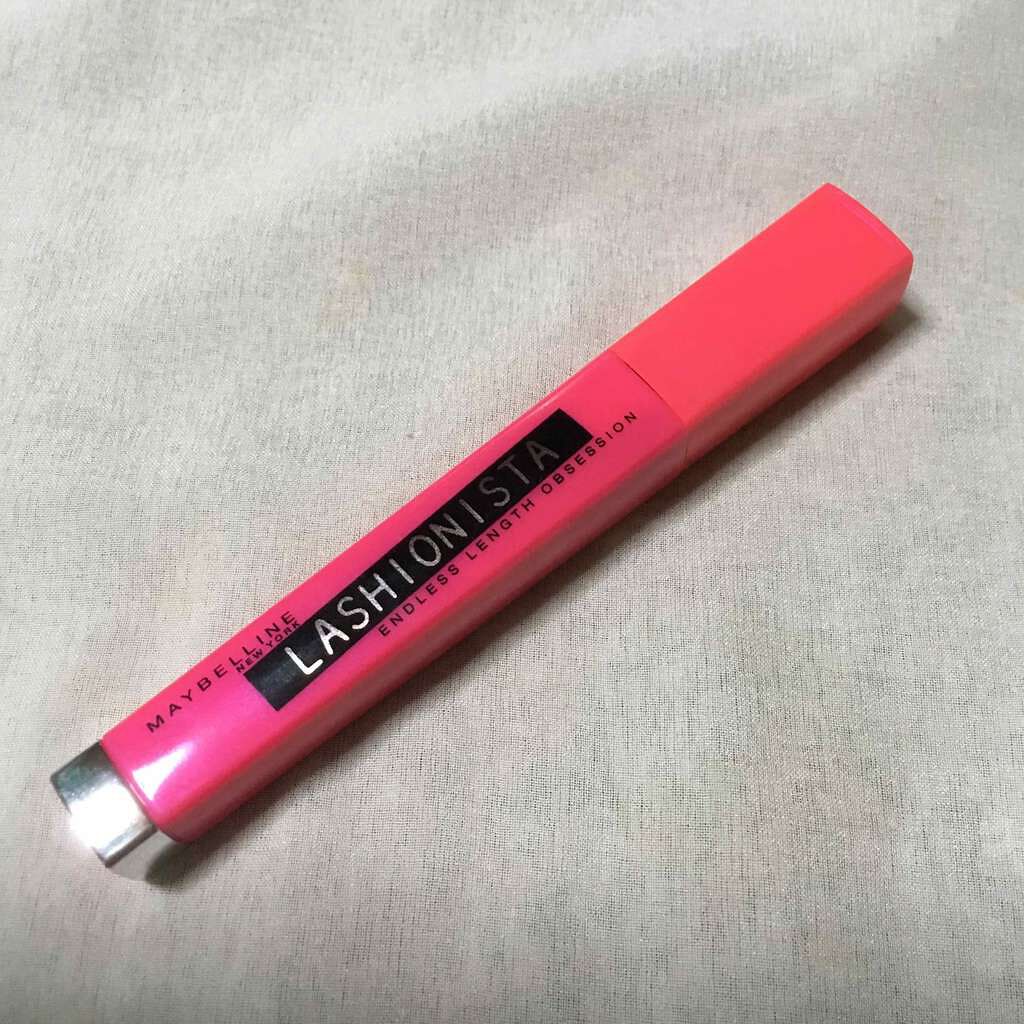 MAYBELLINE
NEW YORK
LASHIONISTA
ENDLESS LENGTH OBSESSION